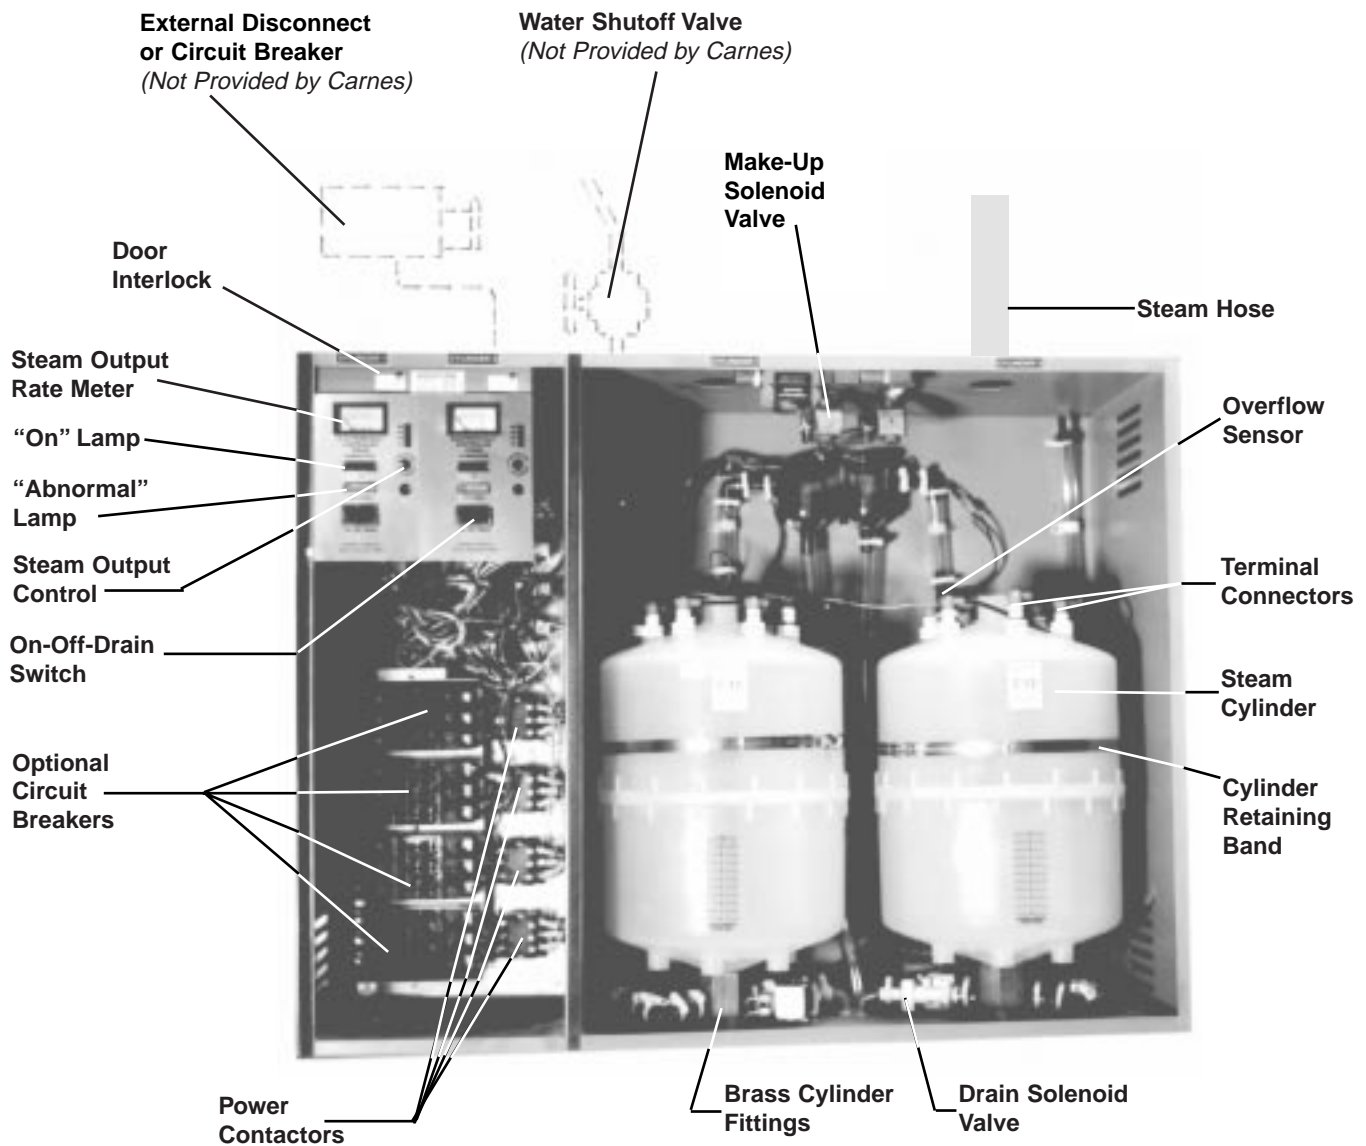 External Disconnect
or Circuit Breaker
(Not Provided by Carnes)
Water Shutoff Valve
(Not Provided by Carnes)
Make-Up
Solenoid
Valve
Door
Interlock
Steam Hose
Steam Output
Rate Meter
“On” Lamp
“Abnormal”
Lamp
Steam Output
Control
On-Off-Drain
Switch
Optional
Circuit
Breakers
Overflow
Sensor
Terminal
Connectors
Steam
Cylinder
Cylinder
Retaining
Band
Power
Contactors
Brass Cylinder
Fittings
Drain Solenoid
Valve